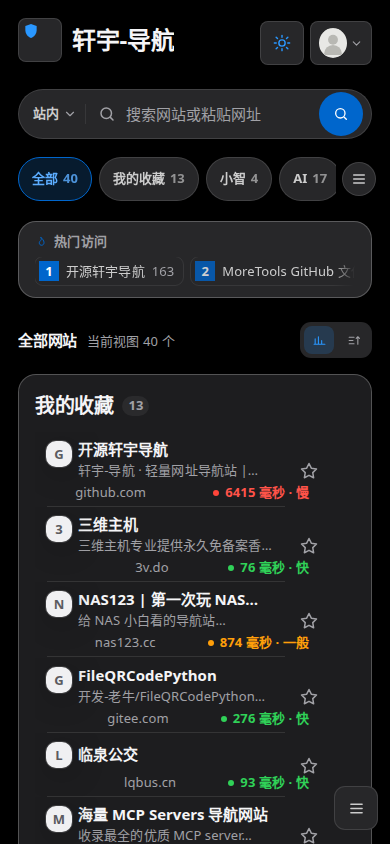 轩宇-导航
站内
搜索网站或粘贴网址
全部 40
我的收藏 13
小智 4
AI 17
热门访问
1 开源轩宇导航 163
2 MoreTools GitHub
全部网站 当前视图 40 个
我的收藏 13
G 开源轩宇导航
轩宇-导航 · 轻量网址导航站 |...
github.com 6415 毫秒 · 慢
3 三维主机
三维主机专业提供永久免备案香...
3v.do 76 毫秒 · 快
N NAS123 | 第一次玩 NAS...
给 NAS 小白看的导航站...
nas123.cc 874 毫秒 · 一般
G FileQRCodePython
开发-老牛/FileQRCodePython...
gitee.com 276 毫秒 · 快
L 临泉公交
lqbus.cn 93 毫秒 · 快
M 海量 MCP Servers 导航网站
收录最全的优质 MCP server...